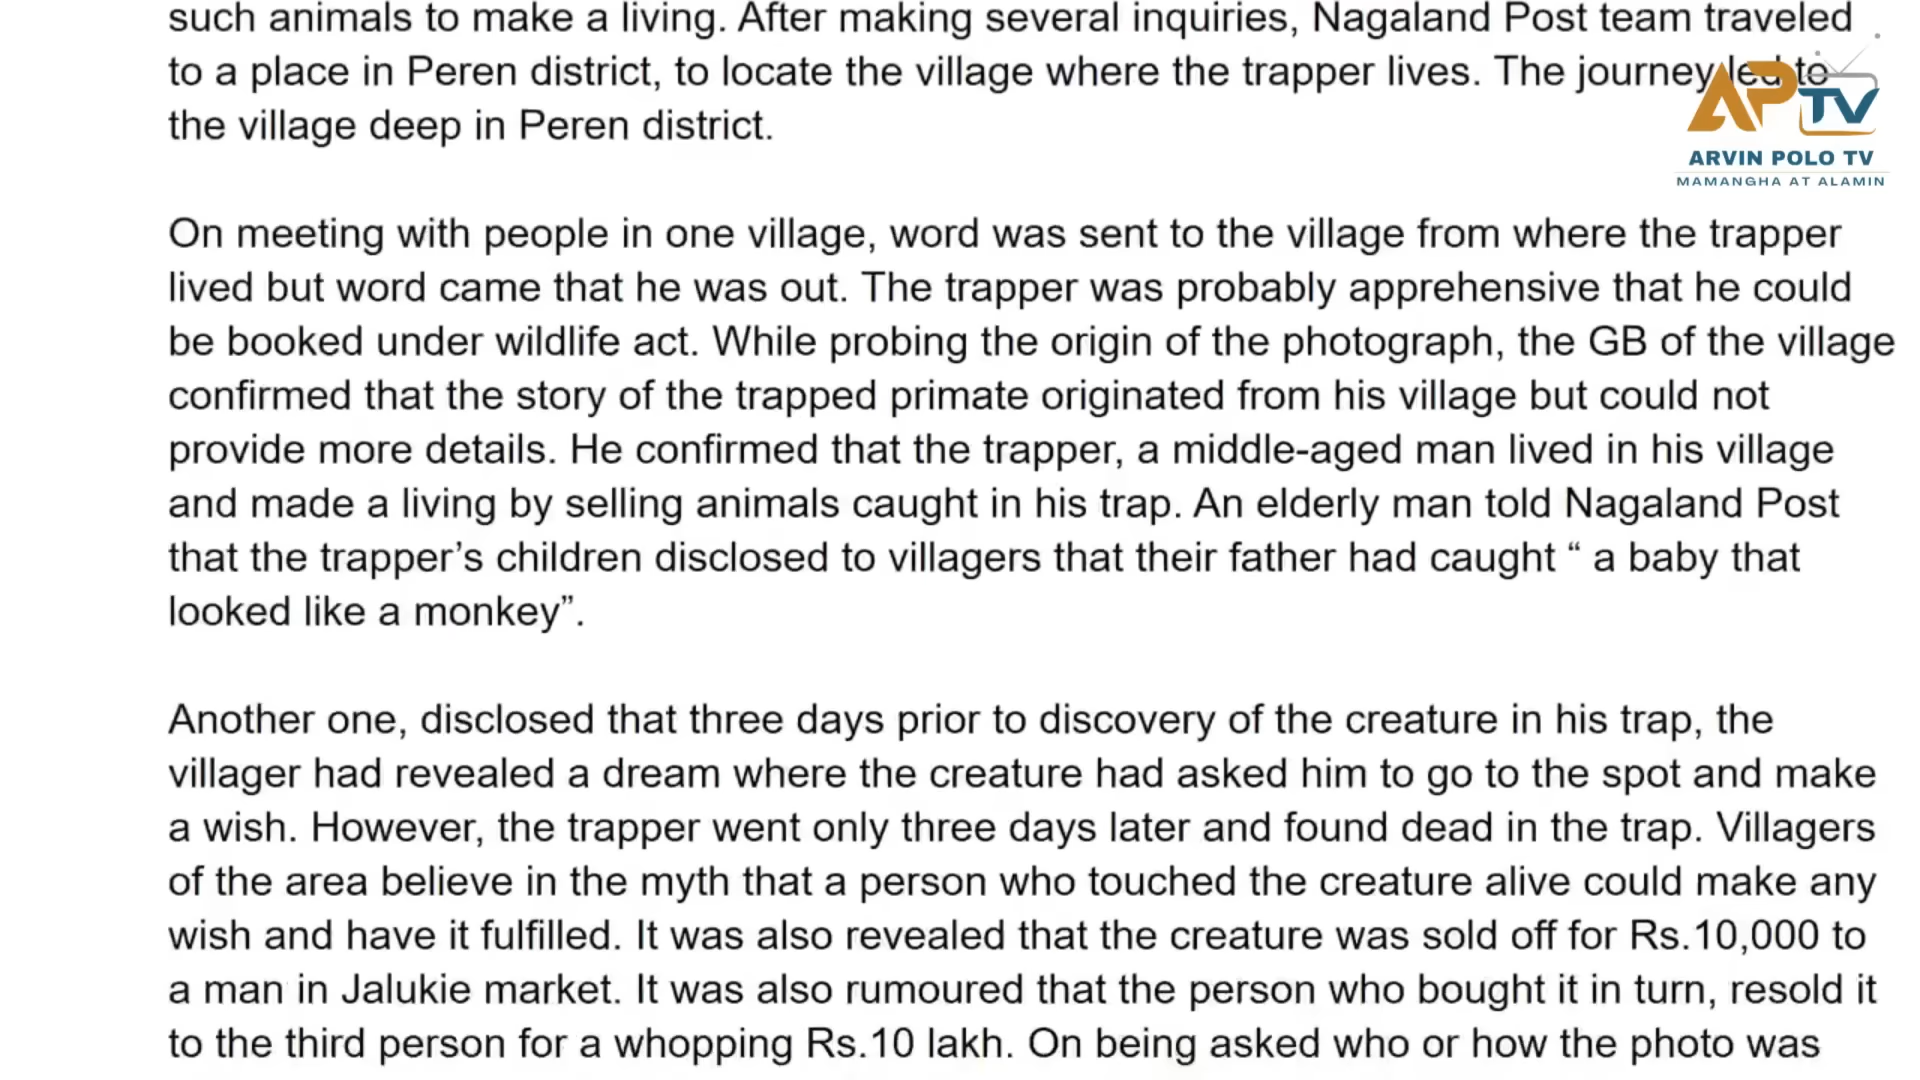 such animals to make a living. After making several inquiries, Nagaland Post team traveled
to a place in Peren district, to locate the village where the trapper lives. The journey led to
the village deep in Peren district.
APTV
ARVIN POLO TV
MAMANGHA AT ALAMIN
On meeting with people in one village, word was sent to the village from where the trapper
lived but word came that he was out. The trapper was probably apprehensive that he could
be booked under wildlife act. While probing the origin of the photograph, the GB of the village
confirmed that the story of the trapped primate originated from his village but could not
provide more details. He confirmed that the trapper, a middle-aged man lived in his village
and made a living by selling animals caught in his trap. An elderly man told Nagaland Post
that the trapper’s children disclosed to villagers that their father had caught “ a baby that
looked like a monkey”.
Another one, disclosed that three days prior to discovery of the creature in his trap, the
villager had revealed a dream where the creature had asked him to go to the spot and make
a wish. However, the trapper went only three days later and found dead in the trap. Villagers
of the area believe in the myth that a person who touched the creature alive could make any
wish and have it fulfilled. It was also revealed that the creature was sold off for Rs.10,000 to
a man in Jalukie market. It was also rumoured that the person who bought it in turn, resold it
to the third person for a whopping Rs.10 lakh. On being asked who or how the photo was